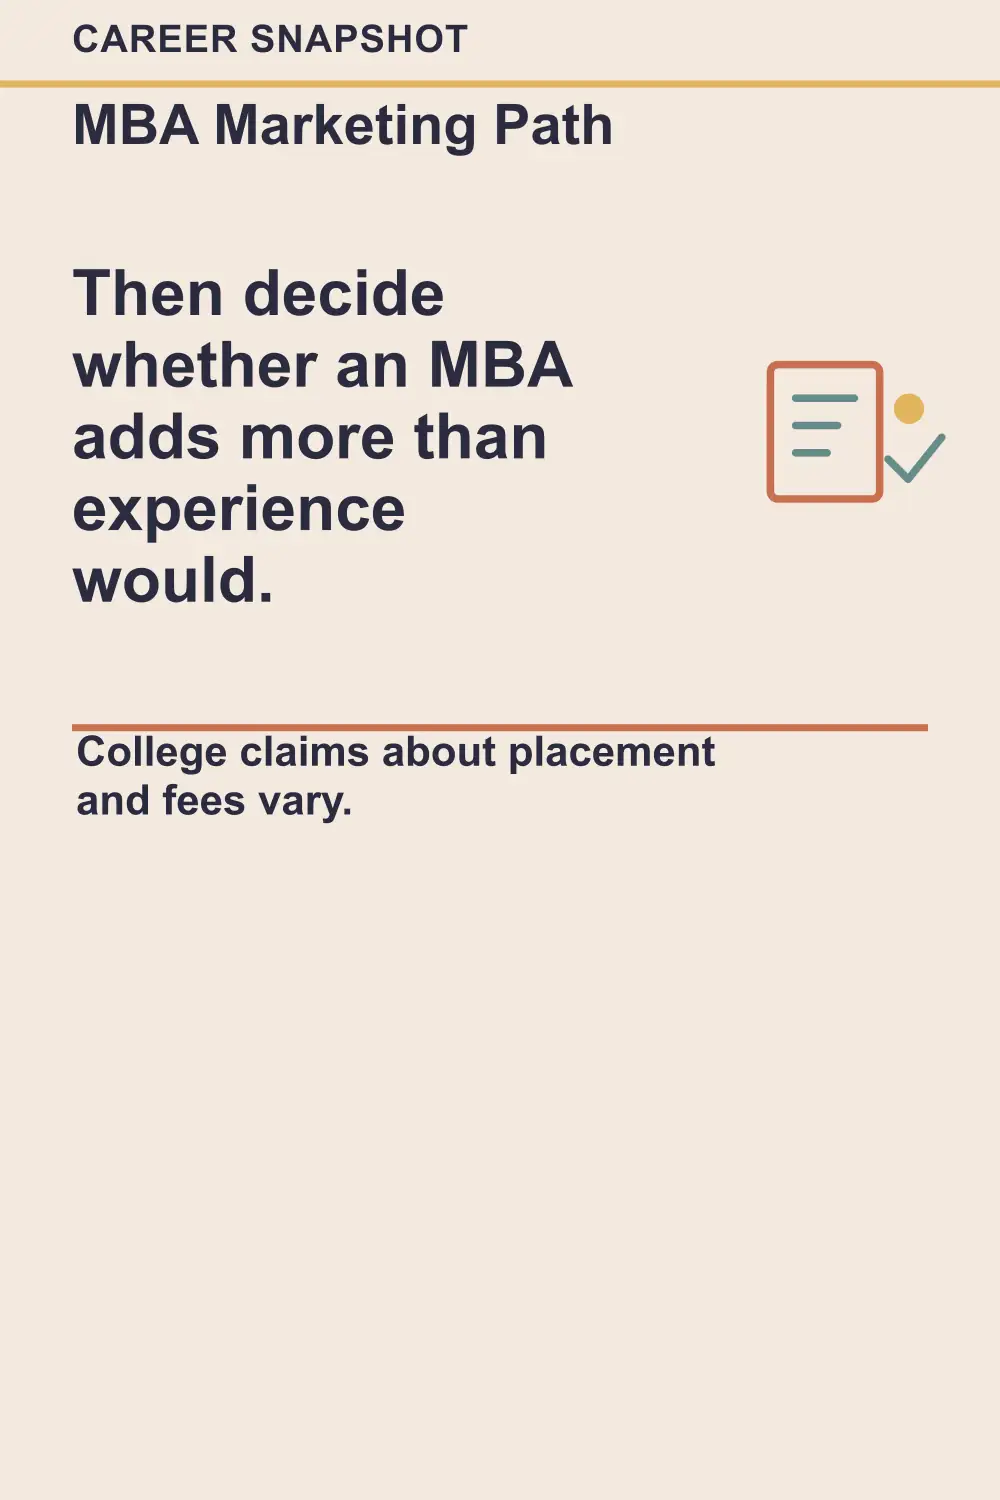 CAREER SNAPSHOT
MBA Marketing Path
Then decide
whether an MBA
adds more than
experience
would.
College claims about placement
and fees vary.